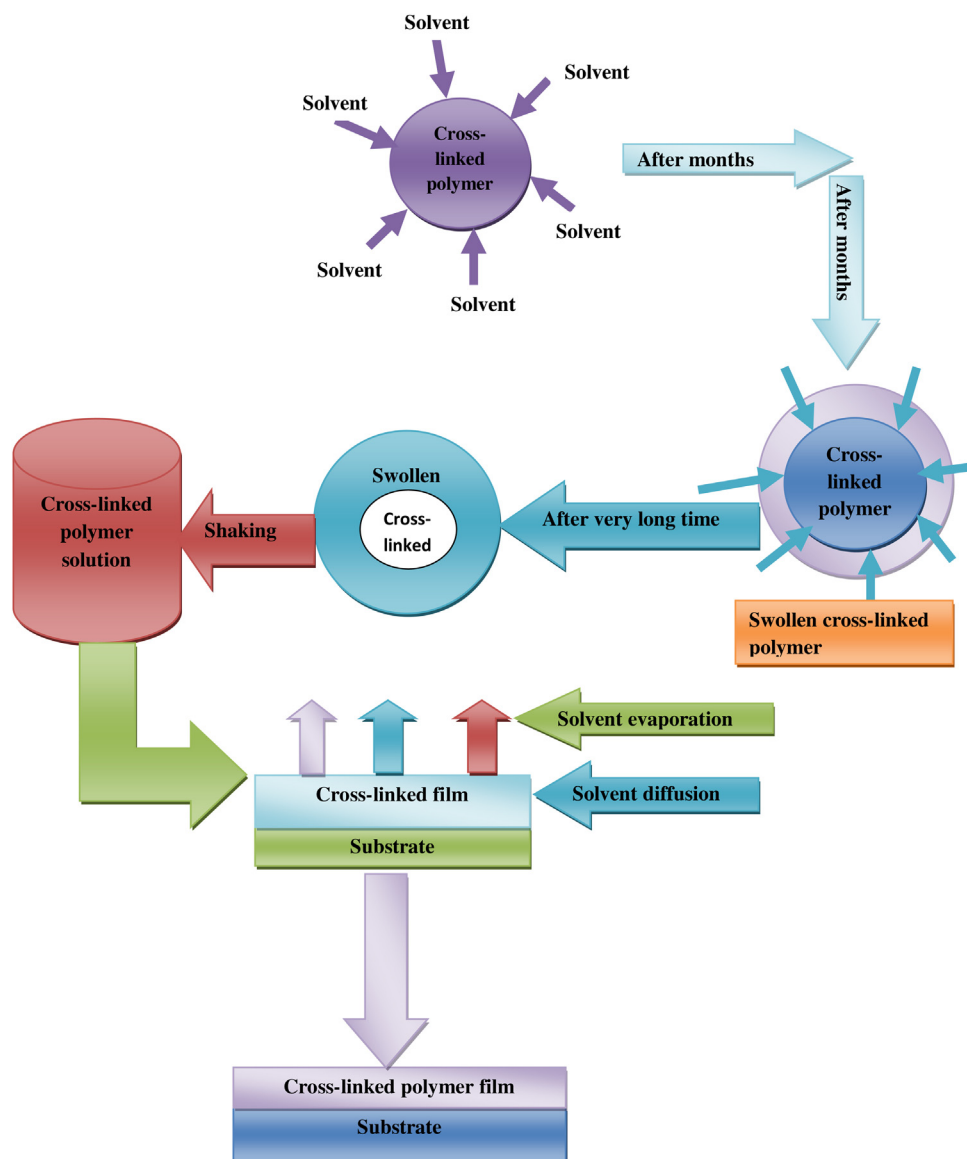 Solvent
Solvent
Solvent
Cross-
linked
polymer
After months
After
months
Solvent
Solvent
Solvent
Cross-
linked
polymer
Swollen
Cross-
linked
After very long time
Shaking
Cross-linked
polymer
solution
Swollen cross-linked
polymer
Solvent evaporation
Cross-linked film
Solvent diffusion
Substrate
Cross-linked polymer film
Substrate